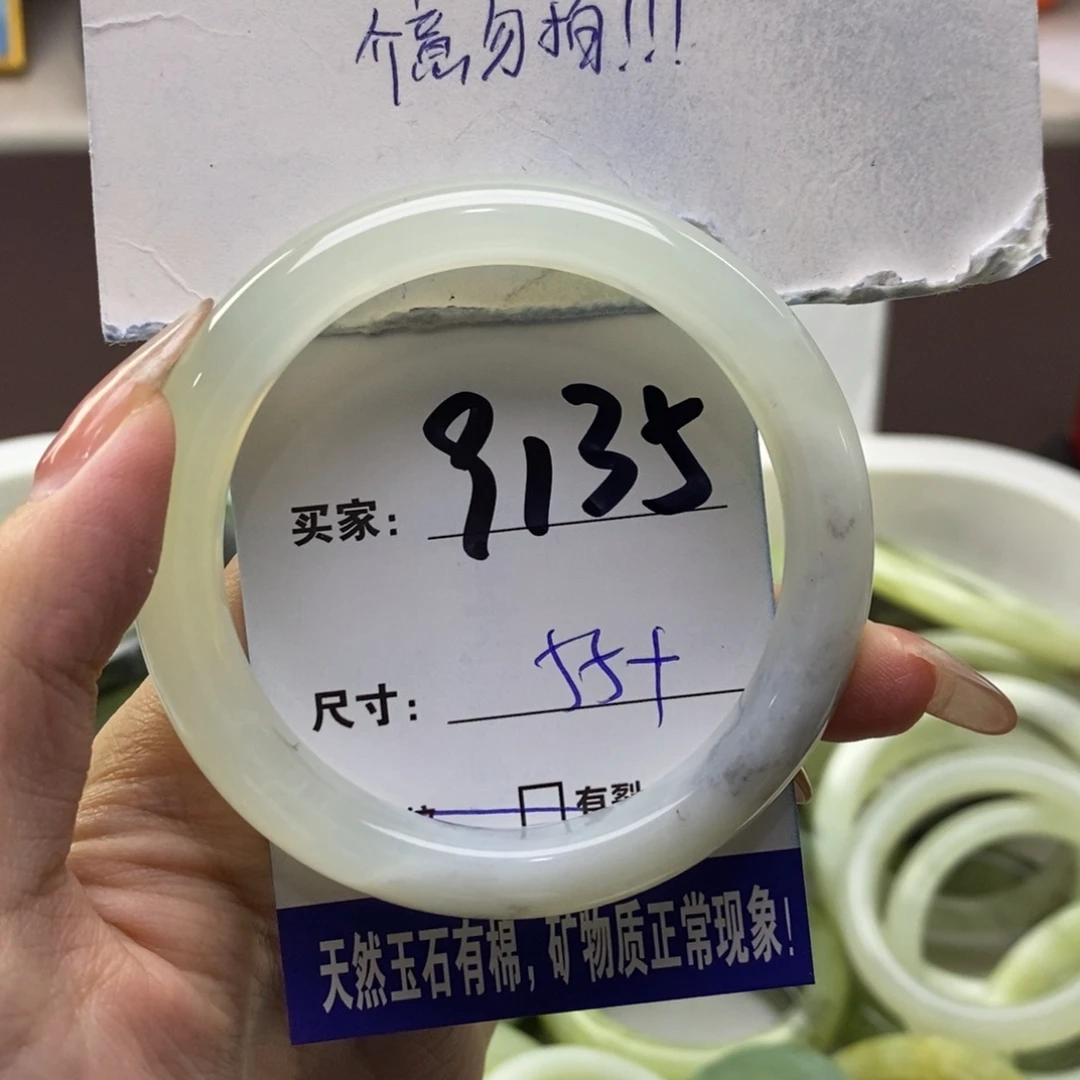 介意勿拍!!!
买家: 9135
尺寸: 55+
有裂
天然玉石有棉,矿物质正常现象!